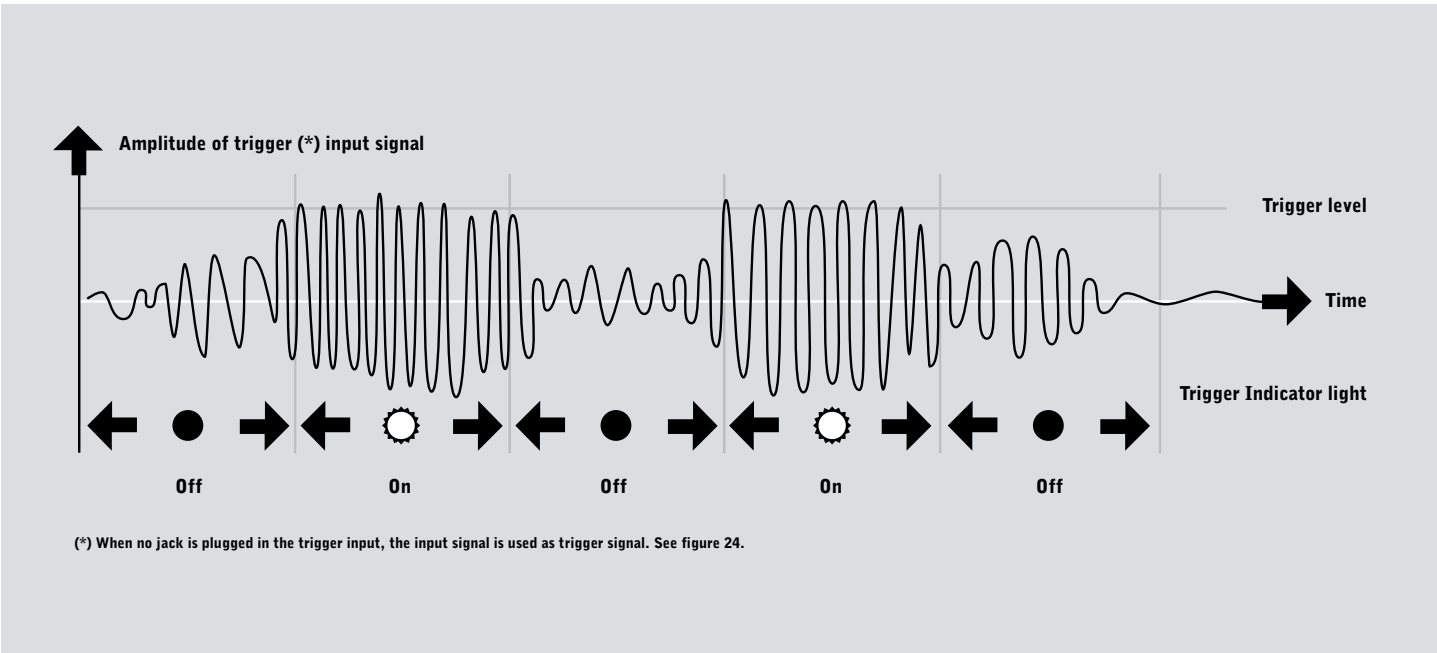 Amplitude of trigger (*) input signal
Trigger level
Time
Trigger Indicator light
Off
On
Off
On
Off
(*) When no jack is plugged in the trigger input, the input signal is used as trigger signal. See figure 24.